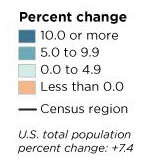 Percent change
10.0 or more
5.0 to 9.9
0.0 to 4.9
Less than 0.0
Census region
U.S. total population
percent change: +7.4